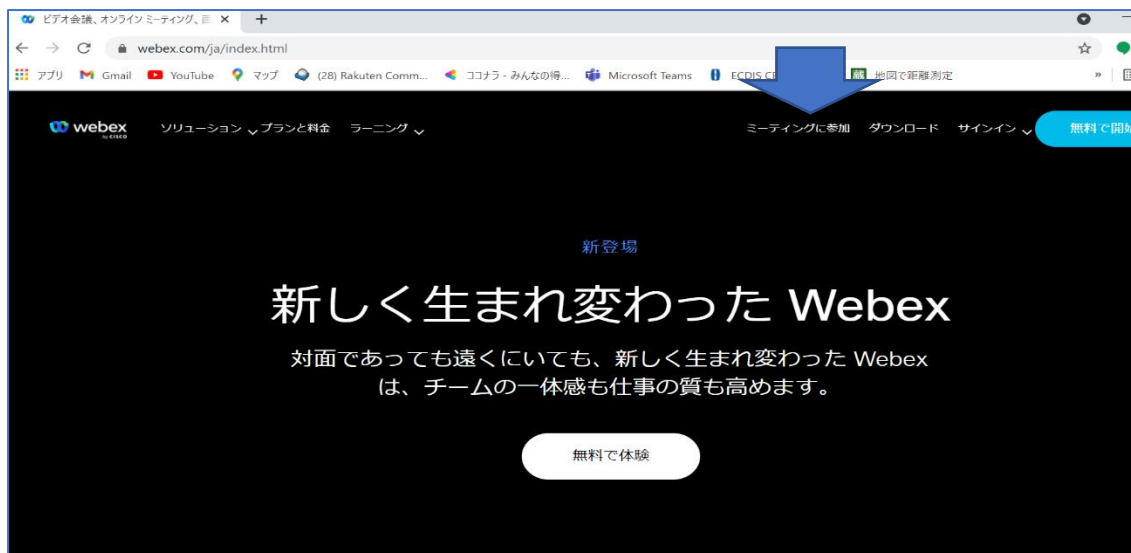 ビデオ会議、オンライン ミーティング、
webex.com/ja/index.html
アプリ Gmail YouTube マップ (28) Rakuten Comm... ココナラ - みんなの得... Microsoft Teams ECDIS 地図で距離測定 »
webex by CISCO ソリューション プランと料金 ラーニング ミーティングに参加 ダウンロード サインイン 無料で開
新登場
新しく生まれ変わった Webex
対面であっても遠くにいても、新しく生まれ変わった Webex
は、チームの一体感も仕事の質も高めます。
無料で体験